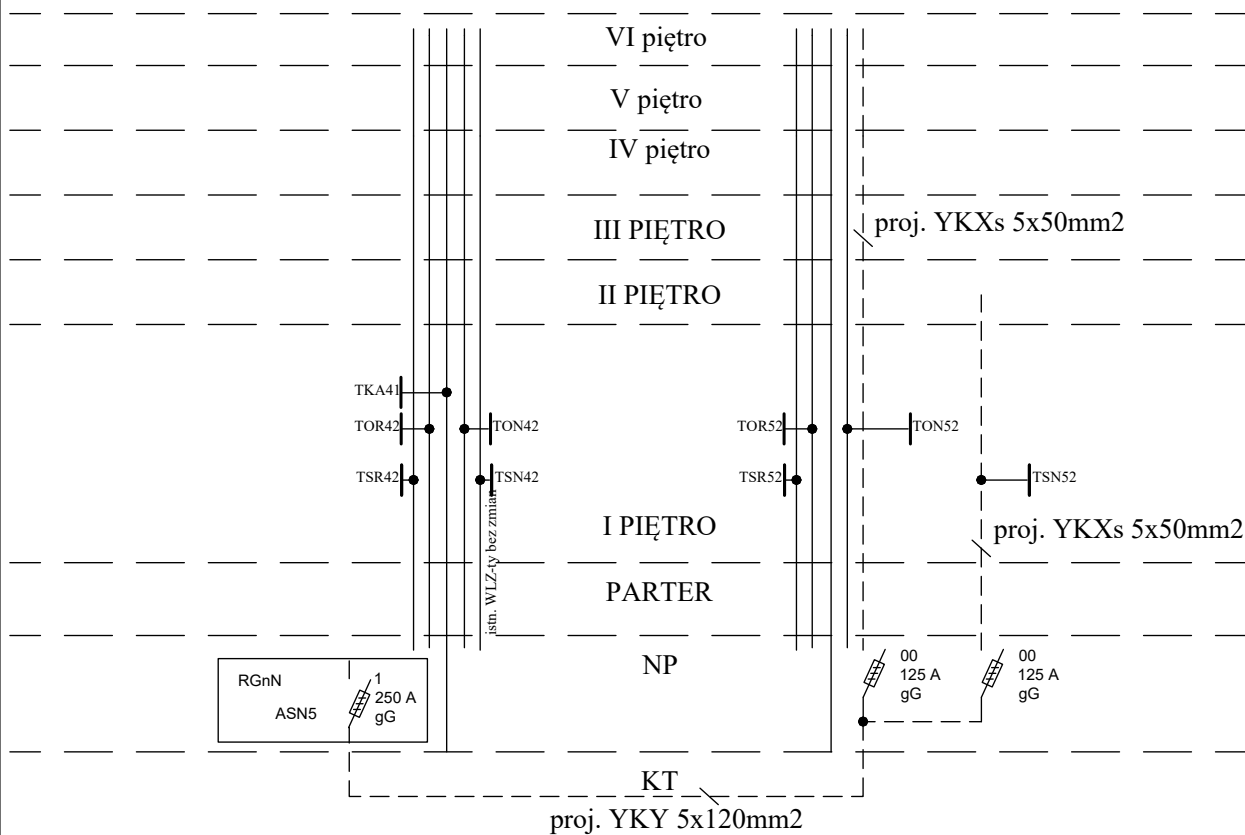 VI piętro
V piętro
IV piętro
III PIĘTRO
proj. YKXs 5x50mm2
II PIĘTRO
TKA41
TOR42
TON42
TOR52
TON52
TSR42
TSN42
TSR52
TSN52
istn. WLZ-ty bez zmian
I PIĘTRO
proj. YKXs 5x50mm2
PARTER
NP
RGnN
ASN5
1
250 A
gG
00
125 A
gG
00
125 A
gG
KT
proj. YKY 5x120mm2